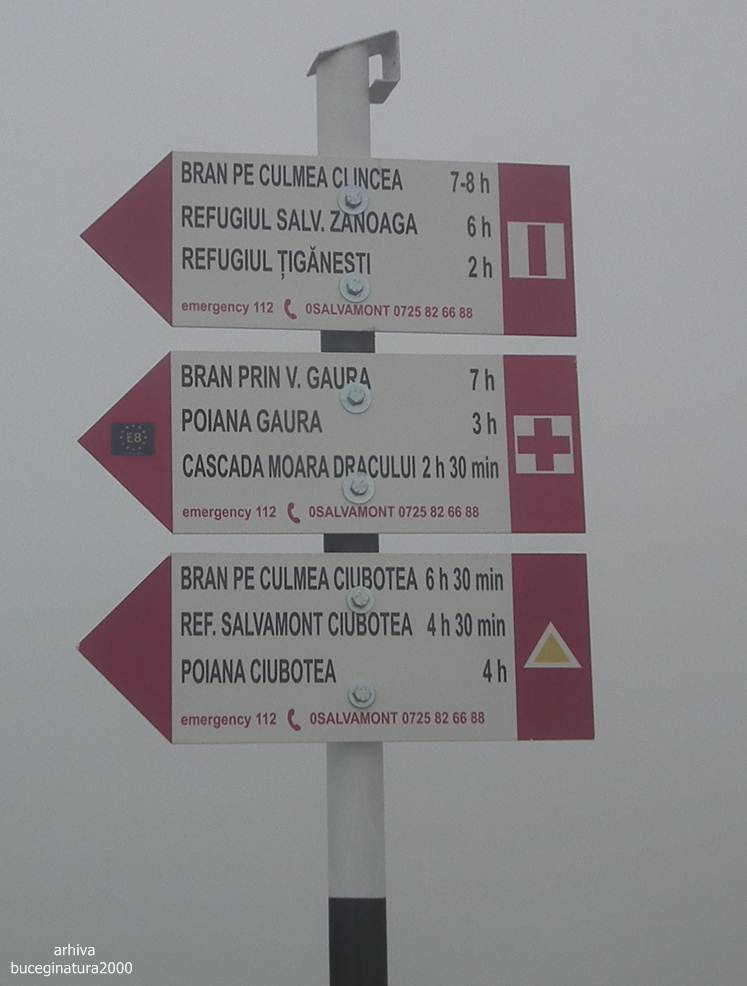 BRAN PE CULMEA CLINCEA 7-8 h
REFUGIUL SALV. ZĂNOAGA 6 h
REFUGIUL ȚIGĂNEȘTI 2 h
emergency 112 0SALVAMONT 0725 82 66 88
BRAN PRIN V. GAURA 7 h
POIANA GAURA 3 h
E8
CASCADA MOARA DRACULUI 2 h 30 min
emergency 112 0SALVAMONT 0725 82 66 88
BRAN PE CULMEA CIUBOTEA 6 h 30 min
REF. SALVAMONT CIUBOTEA 4 h 30 min
POIANA CIUBOTEA 4 h
emergency 112 0SALVAMONT 0725 82 66 88
arhiva
buceginatura2000